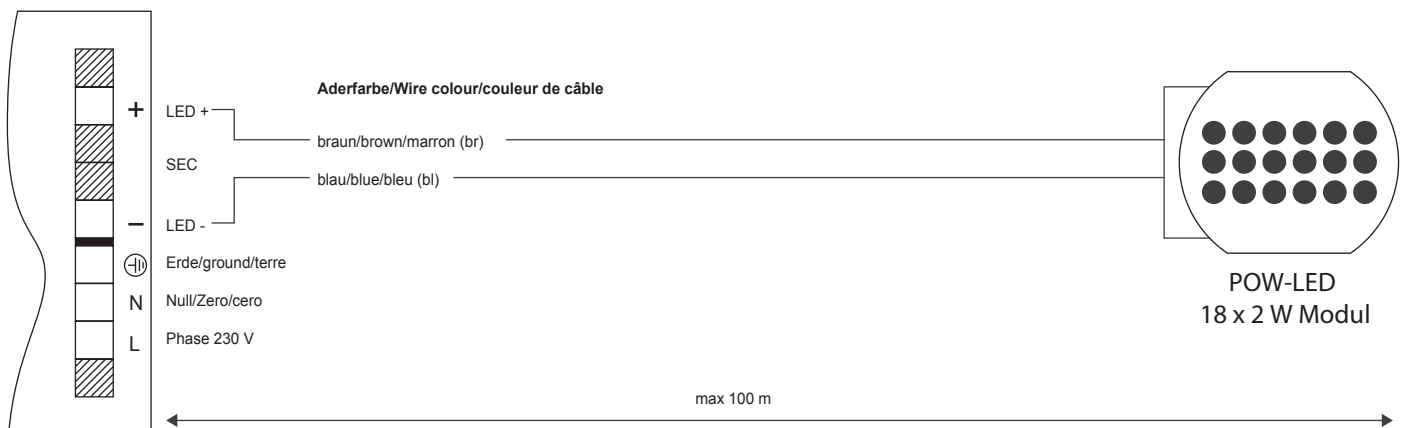 Aderfarbe/Wire colour/couleur de câble
+ LED +
braun/brown/marron (br)
SEC
blau/blue/bleu (bl)
– LED -
Erde/ground/terre
N Null/Zero/cero
L Phase 230 V
POW-LED
18 x 2 W Modul
max 100 m